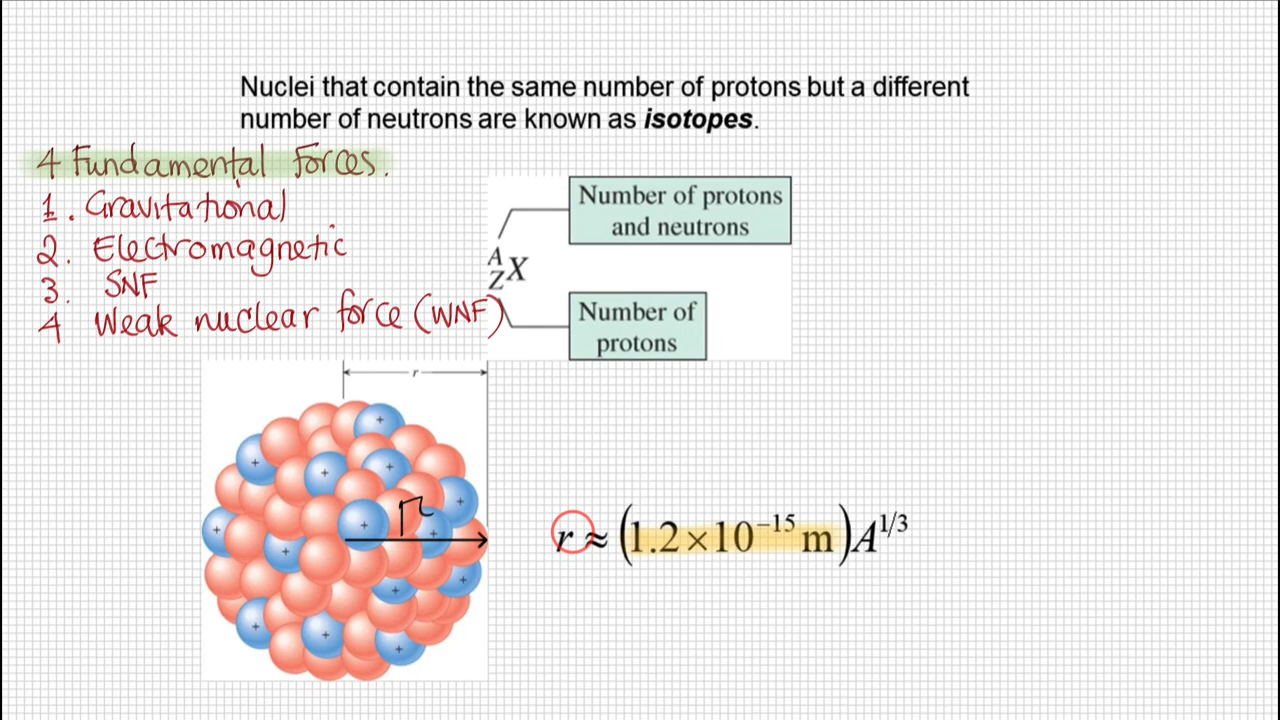 Nuclei that contain the same number of protons but a different
number of neutrons are known as isotopes.
4 Fundamental Forces.
1. Gravitational
2. Electromagnetic
3. SNF
4 Weak nuclear force (WNF)
Number of protons
and neutrons
A
Z X
Number of
protons
r
r
r ≈ (1.2×10⁻¹⁵ m)A^1/3
+
+
+
+
+
+
+
+
+
+
+
+
+
+